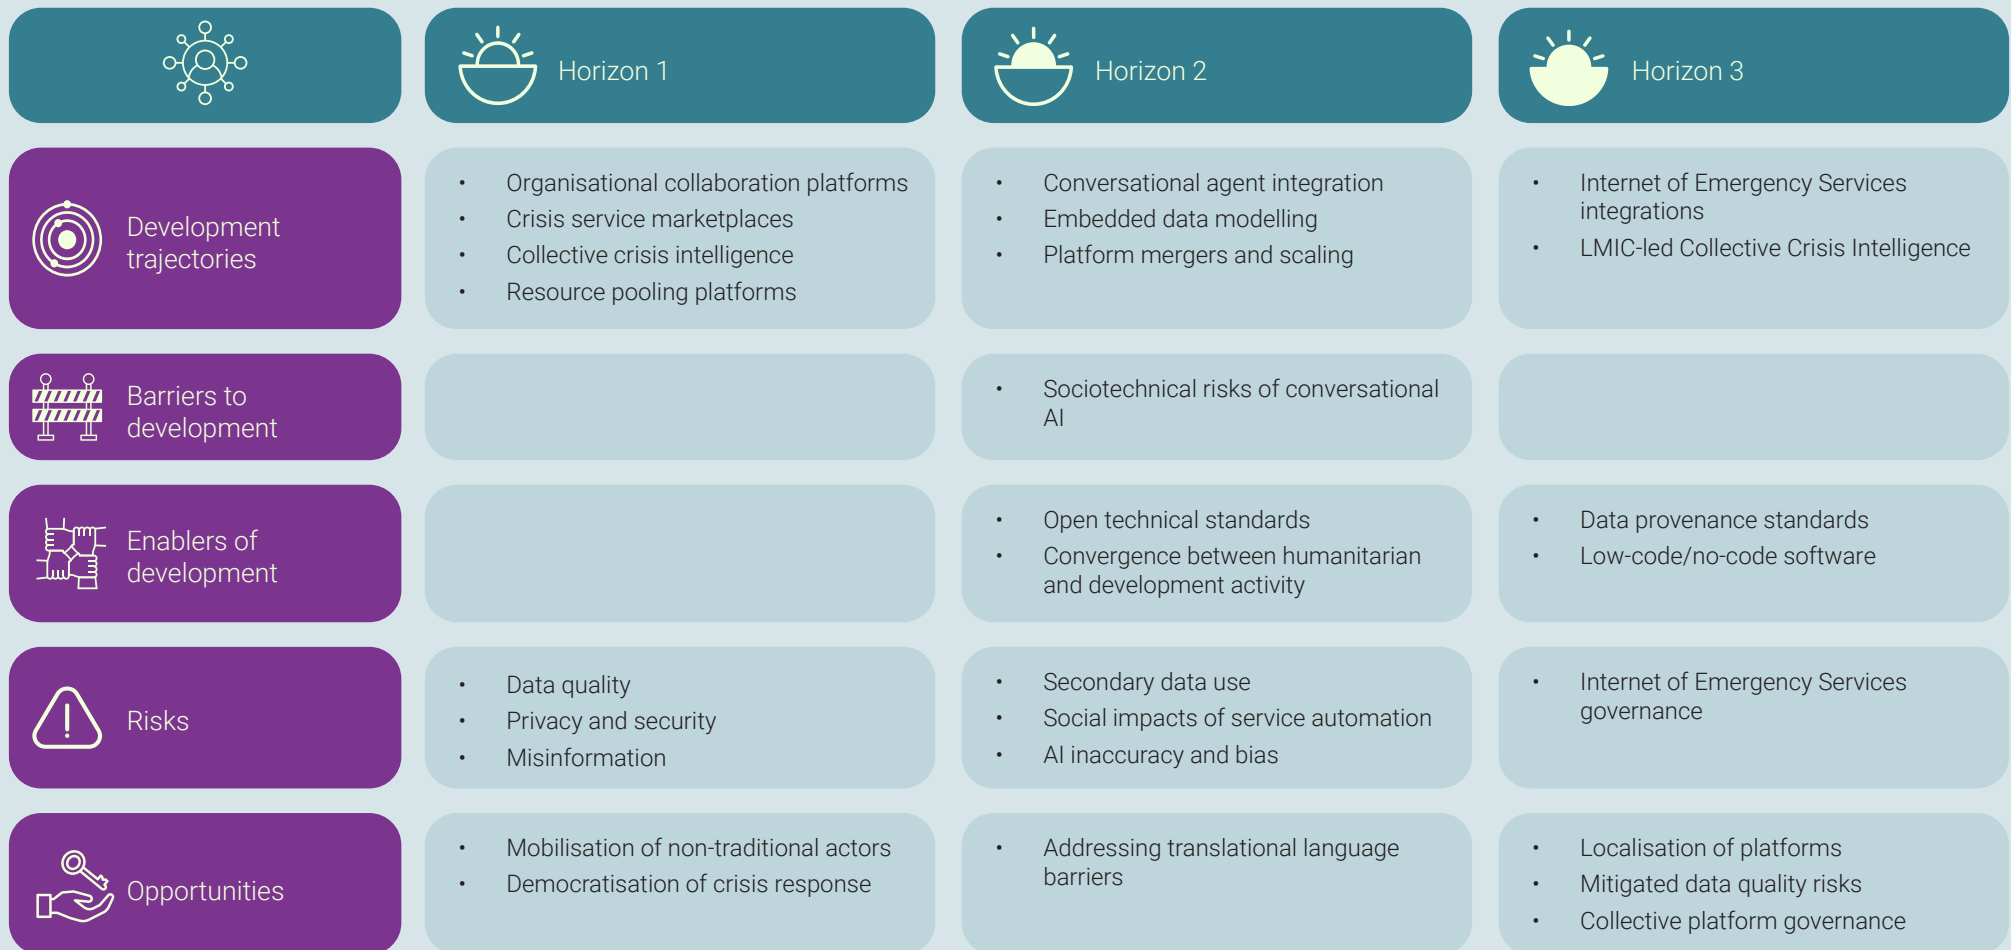 Horizon 1
Horizon 2
Horizon 3
Development
trajectories
• Organisational collaboration platforms
• Crisis service marketplaces
• Collective crisis intelligence
• Resource pooling platforms
• Conversational agent integration
• Embedded data modelling
• Platform mergers and scaling
• Internet of Emergency Services
integrations
• LMIC-led Collective Crisis Intelligence
Barriers to
development
• Sociotechnical risks of conversational
AI
Enablers of
development
• Open technical standards
• Convergence between humanitarian
and development activity
• Data provenance standards
• Low-code/no-code software
Risks
• Data quality
• Privacy and security
• Misinformation
• Secondary data use
• Social impacts of service automation
• AI inaccuracy and bias
• Internet of Emergency Services
governance
Opportunities
• Mobilisation of non-traditional actors
• Democratisation of crisis response
• Addressing translational language
barriers
• Localisation of platforms
• Mitigated data quality risks
• Collective platform governance